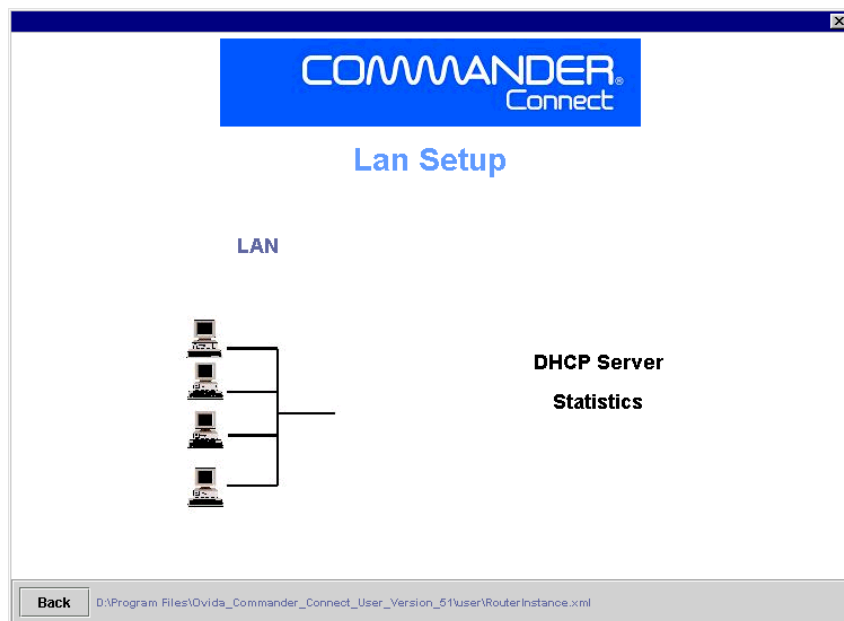 COMMANDER®
Connect
Lan Setup
LAN
DHCP Server
Statistics
Back
D:\Program Files\Ovida_Commander_Connect_User_Version_51\user\RouterInstance.xml